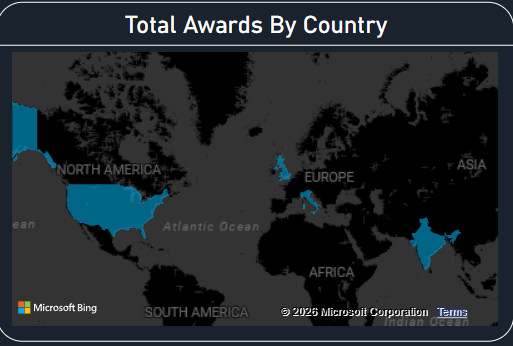 Total Awards By Country
NORTH AMERICA
EUROPE
ASIA
ean
Atlantic Ocean
AFRICA
Microsoft Bing
SOUTH AMERICA
© 2026 Microsoft Corporation Terms
Indian Ocean